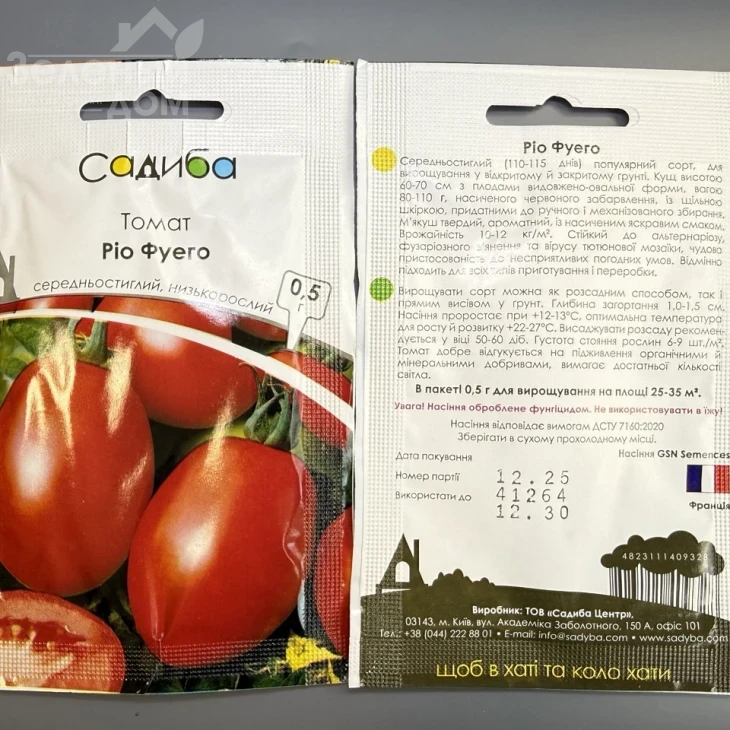 Зелений
ДОМ
Садиба
Томат
Ріо Фуего
середньостиглий, низькорослий
0,5
г
Ріо Фуего
Середньостиглий (110-115 днів) популярний сорт, для
вирощування у відкритому й закритому ґрунті. Кущ висотою
60-70 см з плодами видовжено-овальної форми, вагою
80-110 г, насиченого червоного забарвлення, із щільною
шкіркою, придатними до ручного і механізованого збирання.
М'якуш твердий, ароматний, із насиченим яскравим смаком.
Врожайність 10-12 кг/м². Стійкий до альтернаріозу,
фузаріозного в'янення та вірусу тютюнової мозаїки, чудова
пристосованість до несприятливих погодних умов. Відмінно
підходить для всіх типів приготування і переробки.
Вирощувати сорт можна як розсадним способом, так і
прямим висівом у ґрунт. Глибина загортання 1,0-1,5 см.
Насіння проростає при +12-13°С, оптимальна температура
для росту й розвитку +22-27°С. Висаджувати розсаду рекомен-
дується у віці 50-60 діб. Густота стояння рослин 6-9 шт./м².
Томат добре відгукується на підживлення органічними й
мінеральними добривами, вимагає достатньої кількості
світла.
В пакеті 0,5 г для вирощування на площі 25-35 м².
Увага! Насіння оброблене фунгіцидом. Не використовувати в їжу!
Насіння відповідає вимогам ДСТУ 7160:2020
Зберігати в сухому прохолодному місці.
Дата пакування 12.25
Номер партії 41264
Використати до 12.30
Насіння GSN Semences
Франція
4823111409328
Виробник: ТОВ «Садиба Центр».
03143, м. Київ, вул. Академіка Заболотного, 150 А, офіс 101
Тел.: +38 (044) 222 88 01 • E-mail: info@sadyba.com • www.sadyba.com
щоб в хаті та коло хати